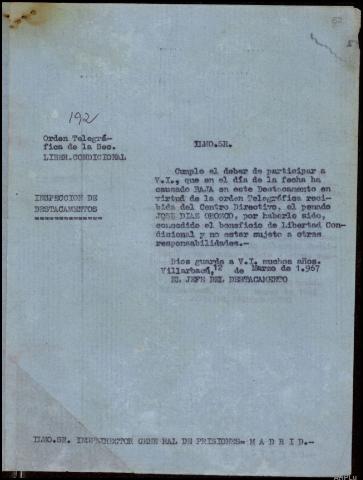 62
192
Orden Telegrá-
fica de la Sec.
LIBER.CONDICIONAL
INSPECCION DE
DESTACAMENTOS
ILMO.SR.
Cumplo el deber de participar a
V.I., que en el día de la fecha ha
causado BAJA en este Destacamento en
virtud de la orden Telegráfica reci-
bida del Centro Directivo, el penado
JOSE DIAZ OROSCO, por haberle sido,
concedido el beneficio de Libertad Con-
dicional y no estar sujeto a otras
responsabilidades.-
Dios guarde a V.I. muchos años.
Villarbacú, 12 de Marzo de 1.967
EL JEFE DEL DESTACAMENTO
ILMO.SR. DIRECTOR GENERAL DE PRISIONES- M A D R I D.-